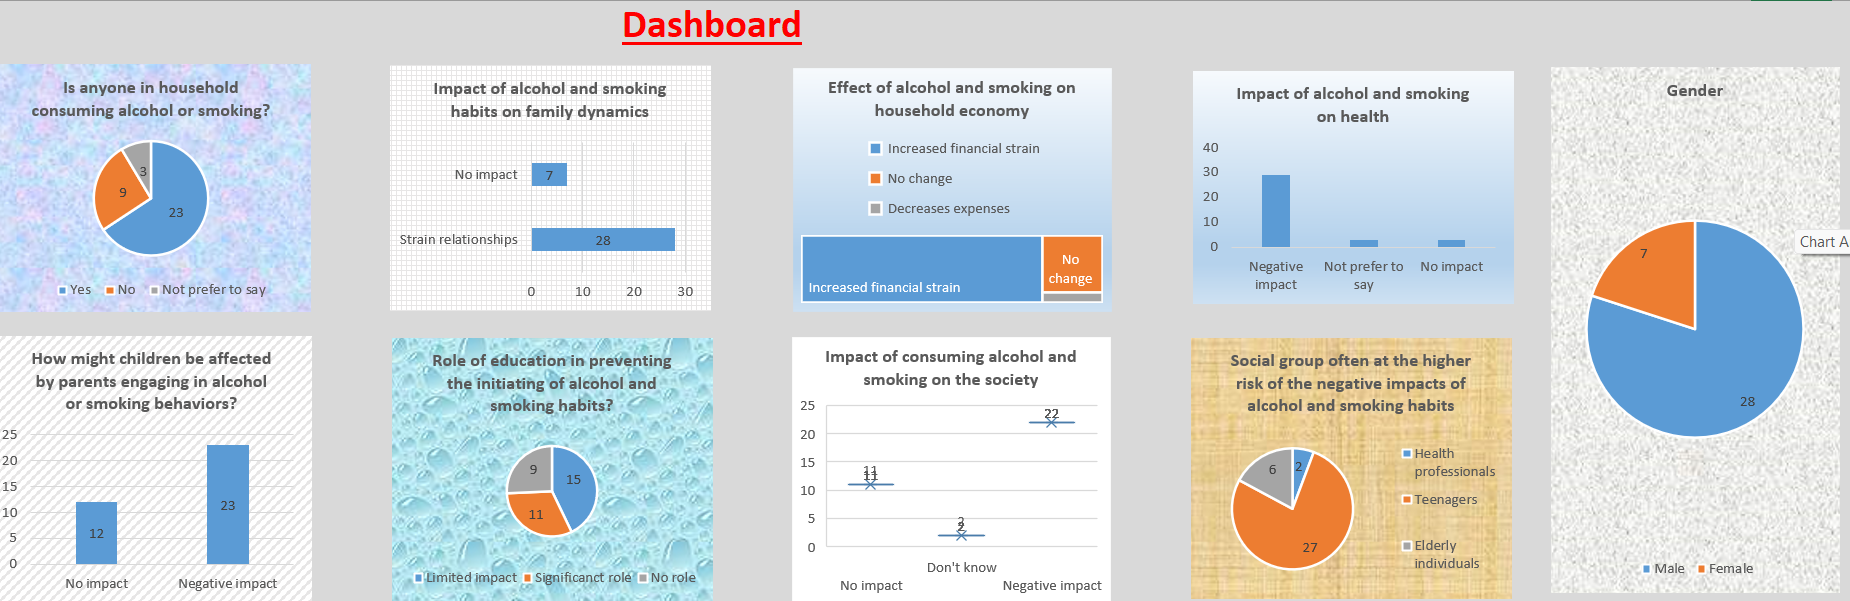 Dashboard
Is anyone in household
consuming alcohol or smoking?
3
9
23
Yes
No
Not prefer to say
Impact of alcohol and smoking
habits on family dynamics
No impact
7
Strain relationships
28
0
10
20
30
Effect of alcohol and smoking on
household economy
Increased financial strain
No change
Decreases expenses
Increased financial strain
No
change
Impact of alcohol and smoking
on health
40
30
20
10
0
Negative
impact
Not prefer to
say
No impact
Gender
7
28
Male
Female
Chart A
How might children be affected
by parents engaging in alcohol
or smoking behaviors?
25
20
15
10
5
0
12
23
No impact
Negative impact
Role of education in preventing
the initiating of alcohol and
smoking habits?
9
15
11
Limited impact
Significanct role
No role
Impact of consuming alcohol and
smoking on the society
25
20
15
10
5
0
22
11
11
2
2
Don't know
No impact
Negative impact
Social group often at the higher
risk of the negative impacts of
alcohol and smoking habits
2
6
27
Health
professionals
Teenagers
Elderly
individuals